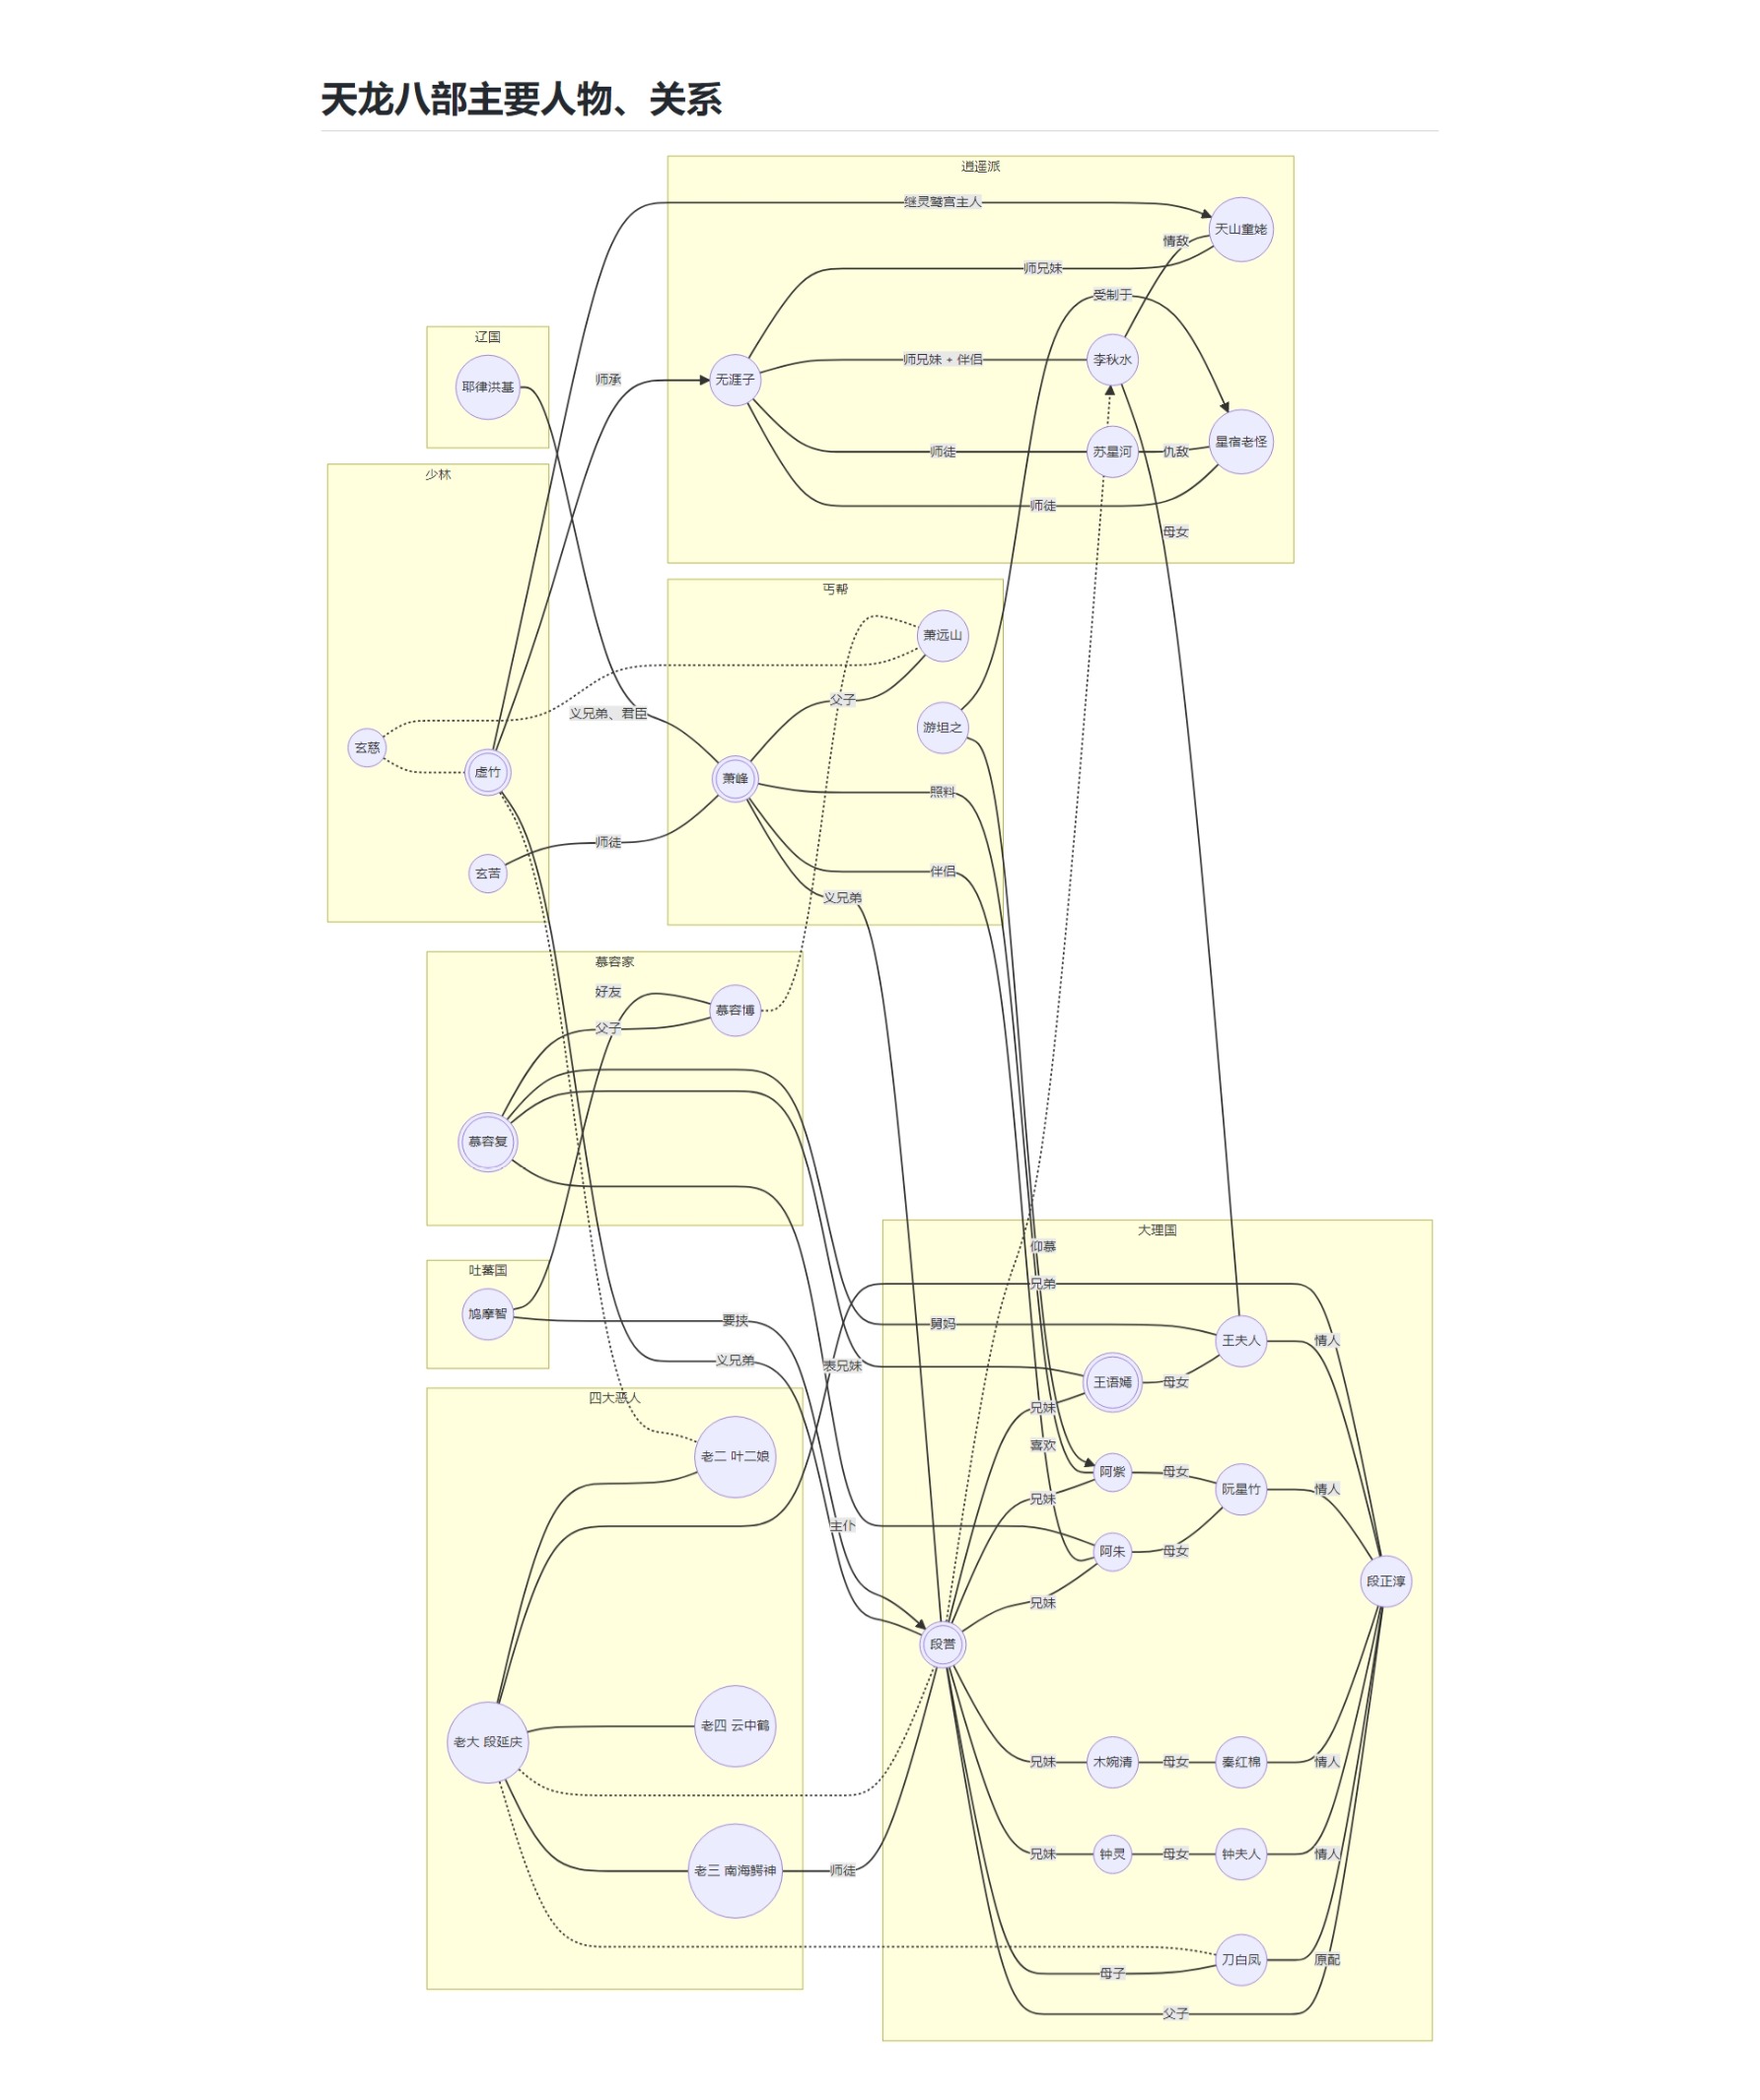 天龙八部主要人物、关系
逍遥派
继灵鹫宫主人
天山童姥
情敌
师兄妹
受制于
辽国
李秋水
师兄妹 + 伴侣
师承
无涯子
耶律洪基
星宿老怪
苏星河
师徒
仇敌
少林
师徒
母女
丐帮
萧远山
父子
义兄弟、君臣
游坦之
玄慈
虚竹
萧峰
照料
师徒
伴侣
玄苦
义兄弟
慕容家
好友
慕容博
父子
慕容复
大理国
仰慕
吐蕃国
兄弟
鸠摩智
要挟
舅妈
王夫人
情人
义兄弟
表兄妹
王语嫣
母女
四大恶人
兄妹
喜欢
老二 叶二娘
阿紫
母女
阮星竹
情人
兄妹
主仆
阿朱
母女
段正淳
兄妹
段誉
老四 云中鹤
老大 段延庆
兄妹
木婉清
母女
秦红棉
情人
兄妹
钟灵
母女
钟夫人
情人
老三 南海鳄神
师徒
刀白凤
原配
母子
父子